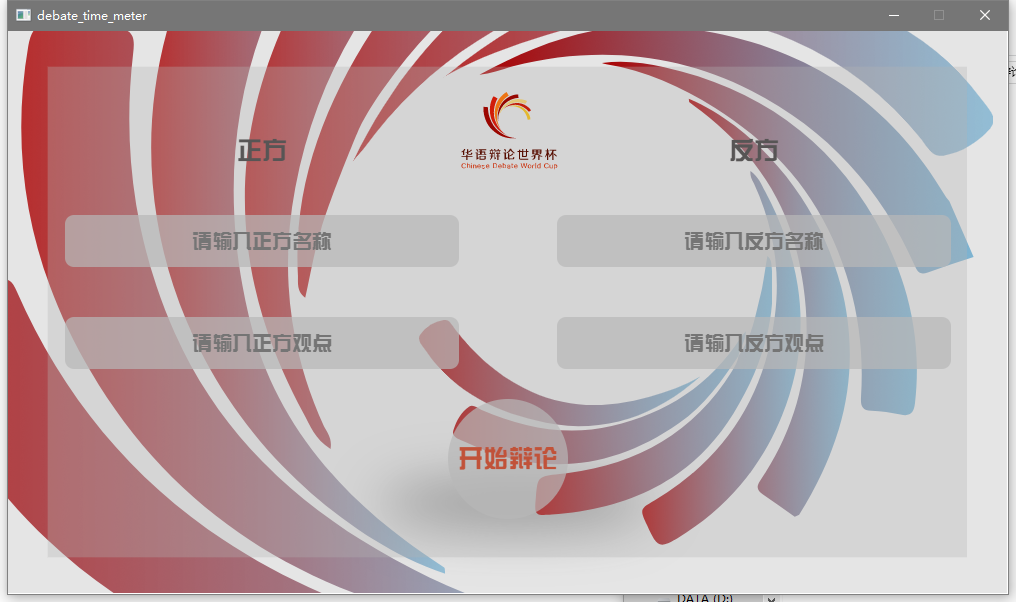 debate_time_meter
华语辩论世界杯
Chinese Debate World Cup
正方
反方
请输入正方名称
请输入反方名称
请输入正方观点
请输入反方观点
开始辩论
DATA (D:)